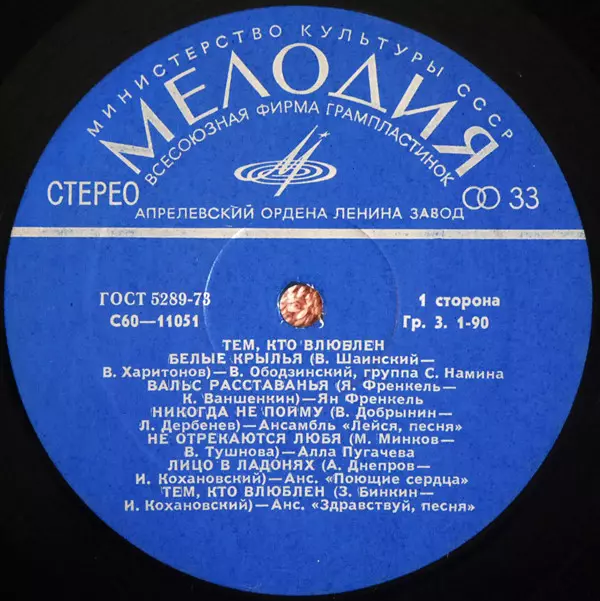 МИНИСТЕРСТВО КУЛЬТУРЫ СССР
МЕЛОДИЯ
ВСЕСОЮЗНАЯ ФИРМА ГРАМПЛАСТИНОК
СТЕРЕО
33
АПРЕЛЕВСКИЙ ОРДЕНА ЛЕНИНА ЗАВОД
ГОСТ 5289-73
1 сторона
С60—11051
Гр. 3. 1-90
ТЕМ, КТО ВЛЮБЛЕН
БЕЛЫЕ КРЫЛЬЯ (В. Шаинский—
В. Харитонов)—В. Ободзинский, группа С. Намина
ВАЛЬС РАССТАВАНЬЯ (Я. Френкель—
К. Ваншенкин)—Ян Френкель
НИКОГДА НЕ ПОЙМУ (В. Добрынин—
Л. Дербенев)—Ансамбль «Лейся, песня»
НЕ ОТРЕКАЮТСЯ ЛЮБЯ (М. Минков—
В. Тушнова)—Алла Пугачева
ЛИЦО В ЛАДОНЯХ (А. Днепров—
И. Кохановский)—Анс. «Поющие сердца»
ТЕМ, КТО ВЛЮБЛЕН (З. Бинкин—
И. Кохановский)—Анс. «Здравствуй, песня»